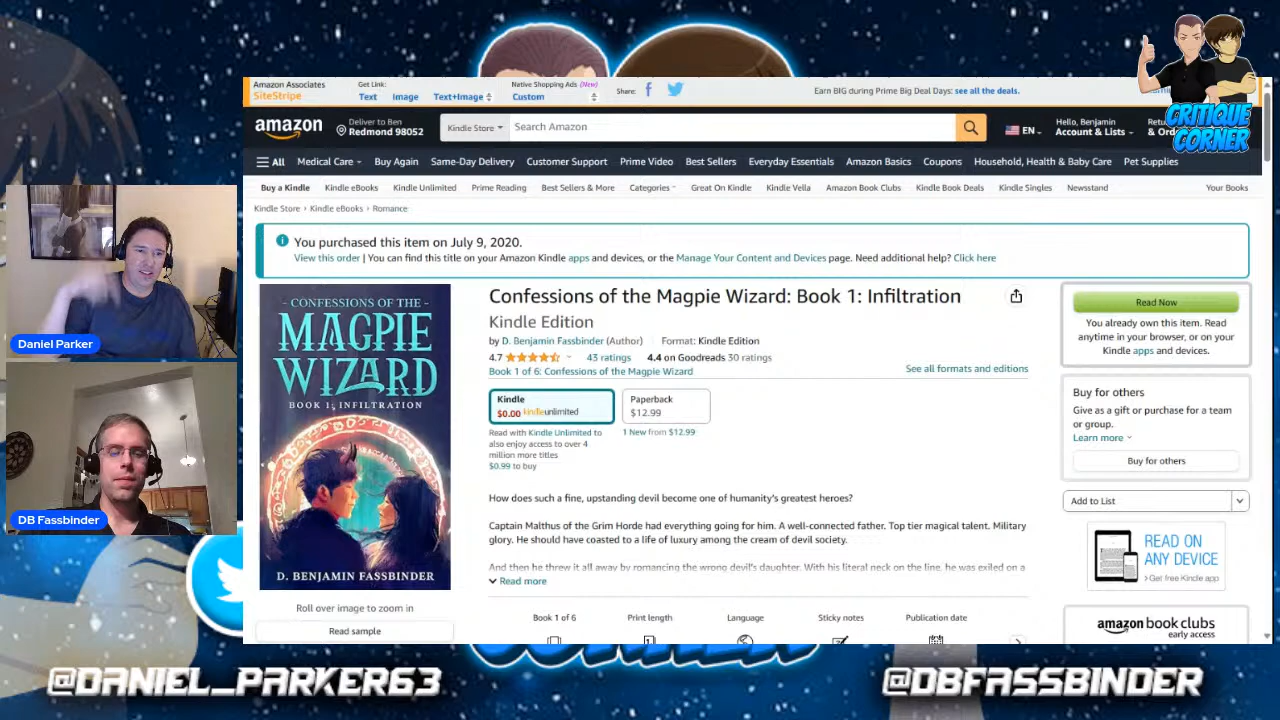 Amazon Associates
SiteStripe
Get Link:
Text
Image
Text+Image
Native Shopping Ads (New)
Custom
Share:
Earn BIG during Prime Big Deal Days: see all the deals.
amazon
Deliver to Ben
Redmond 98052
Kindle Store
Search Amazon
EN
Hello, Benjamin
Account & Lists
Retu
& Or
CRITIQUE
CORNER
All
Medical Care
Buy Again
Same-Day Delivery
Customer Support
Prime Video
Best Sellers
Everyday Essentials
Amazon Basics
Coupons
Household, Health & Baby Care
Pet Supplies
Buy a Kindle
Kindle eBooks
Kindle Unlimited
Prime Reading
Best Sellers & More
Categories
Great On Kindle
Kindle Vella
Amazon Book Clubs
Kindle Book Deals
Kindle Singles
Newsstand
Your Books
Kindle Store › Kindle eBooks › Romance
You purchased this item on July 9, 2020.
View this order | You can find this title on your Amazon Kindle apps and devices, or the Manage Your Content and Devices page. Need additional help? Click here
Daniel Parker
DB Fassbinder
- CONFESSIONS OF THE -
MAGPIE
WIZARD
BOOK 1: INFILTRATION
D. BENJAMIN FASSBINDER
Roll over image to zoom in
Read sample
Confessions of the Magpie Wizard: Book 1: Infiltration
Kindle Edition
by D. Benjamin Fassbinder (Author) Format: Kindle Edition
4.7 43 ratings 4.4 on Goodreads 30 ratings
Book 1 of 6: Confessions of the Magpie Wizard
See all formats and editions
Kindle
$0.00 kindleunlimited
Paperback
$12.99
Read with Kindle Unlimited to
also enjoy access to over 4
million more titles
$0.99 to buy
1 New from $12.99
How does such a fine, upstanding devil become one of humanity's greatest heroes?
Captain Malthus of the Grim Horde had everything going for him. A well-connected father. Top tier magical talent. Military
glory. He should have coasted to a life of luxury among the cream of devil society.
And then he threw it all away by romancing the wrong devil's daughter. With his literal neck on the line, he was exiled on a
Read more
Book 1 of 6
Print length
Language
Sticky notes
Publication date
Read Now
You already own this item. Read
anytime in your browser, or on your
Kindle apps and devices.
Buy for others
Give as a gift or purchase for a team
or group.
Learn more
Buy for others
Add to List
READ ON
ANY DEVICE
› Get free Kindle app
amazon book clubs
early access
@DANIEL_PARKER63
@DBFASSBINDER